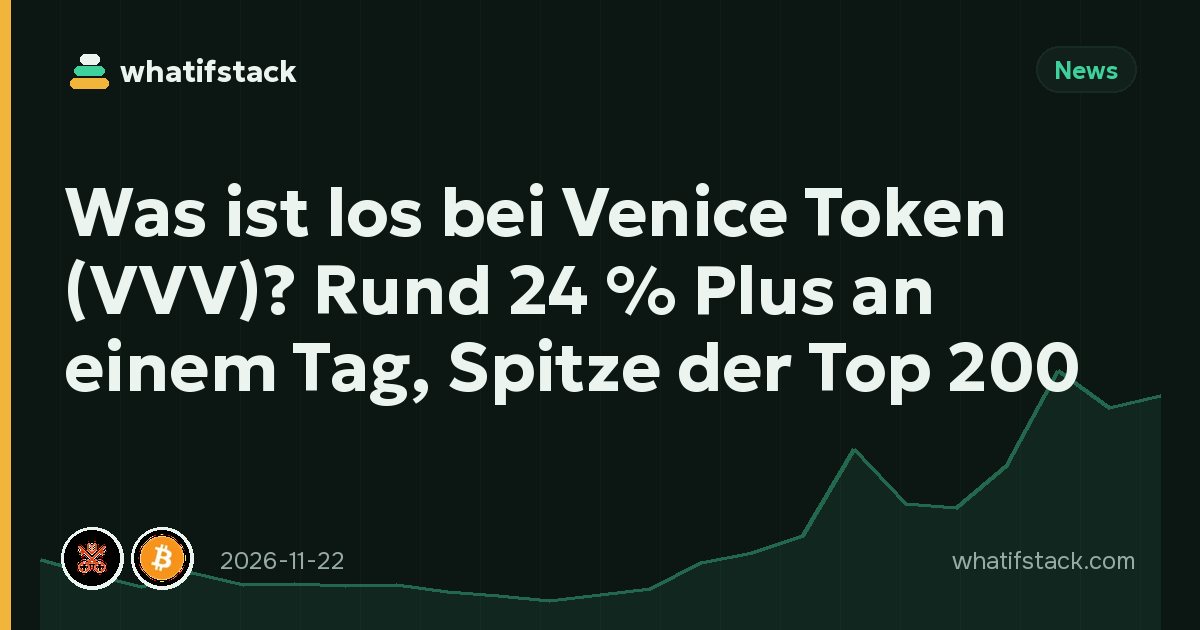 whatifstack
News
Was ist los bei Venice Token
(VVV)? Rund 24 % Plus an
einem Tag, Spitze der Top 200
2026-11-22
whatifstack.com